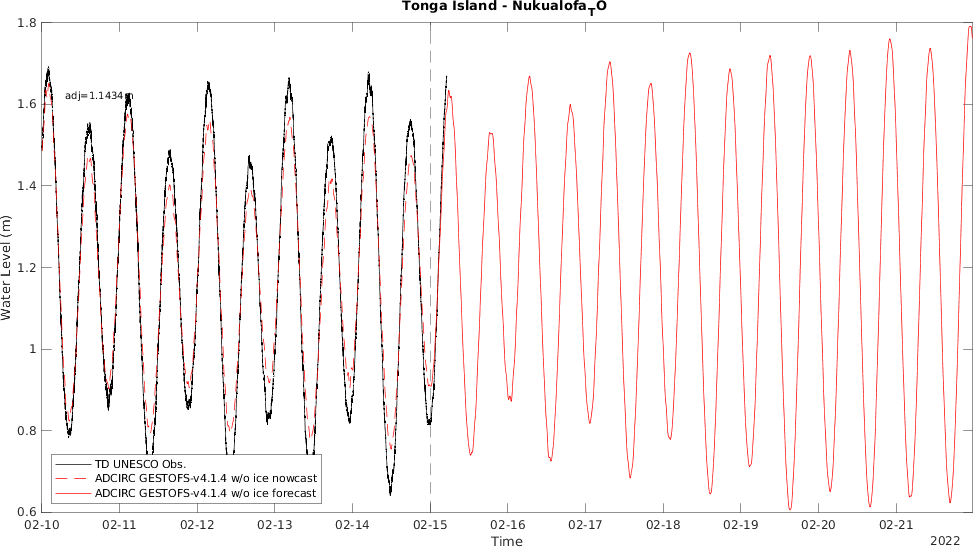 Tonga Island - Nukualofa_TO
adj=1.1434 m
Water Level (m)
1.8
1.6
1.4
1.2
1
0.8
0.6
TD UNESCO Obs.
ADCIRC GESTOFS-v4.1.4 w/o ice nowcast
ADCIRC GESTOFS-v4.1.4 w/o ice forecast
02-10 02-11 02-12 02-13 02-14 02-15 02-16 02-17 02-18 02-19 02-20 02-21
Time
2022